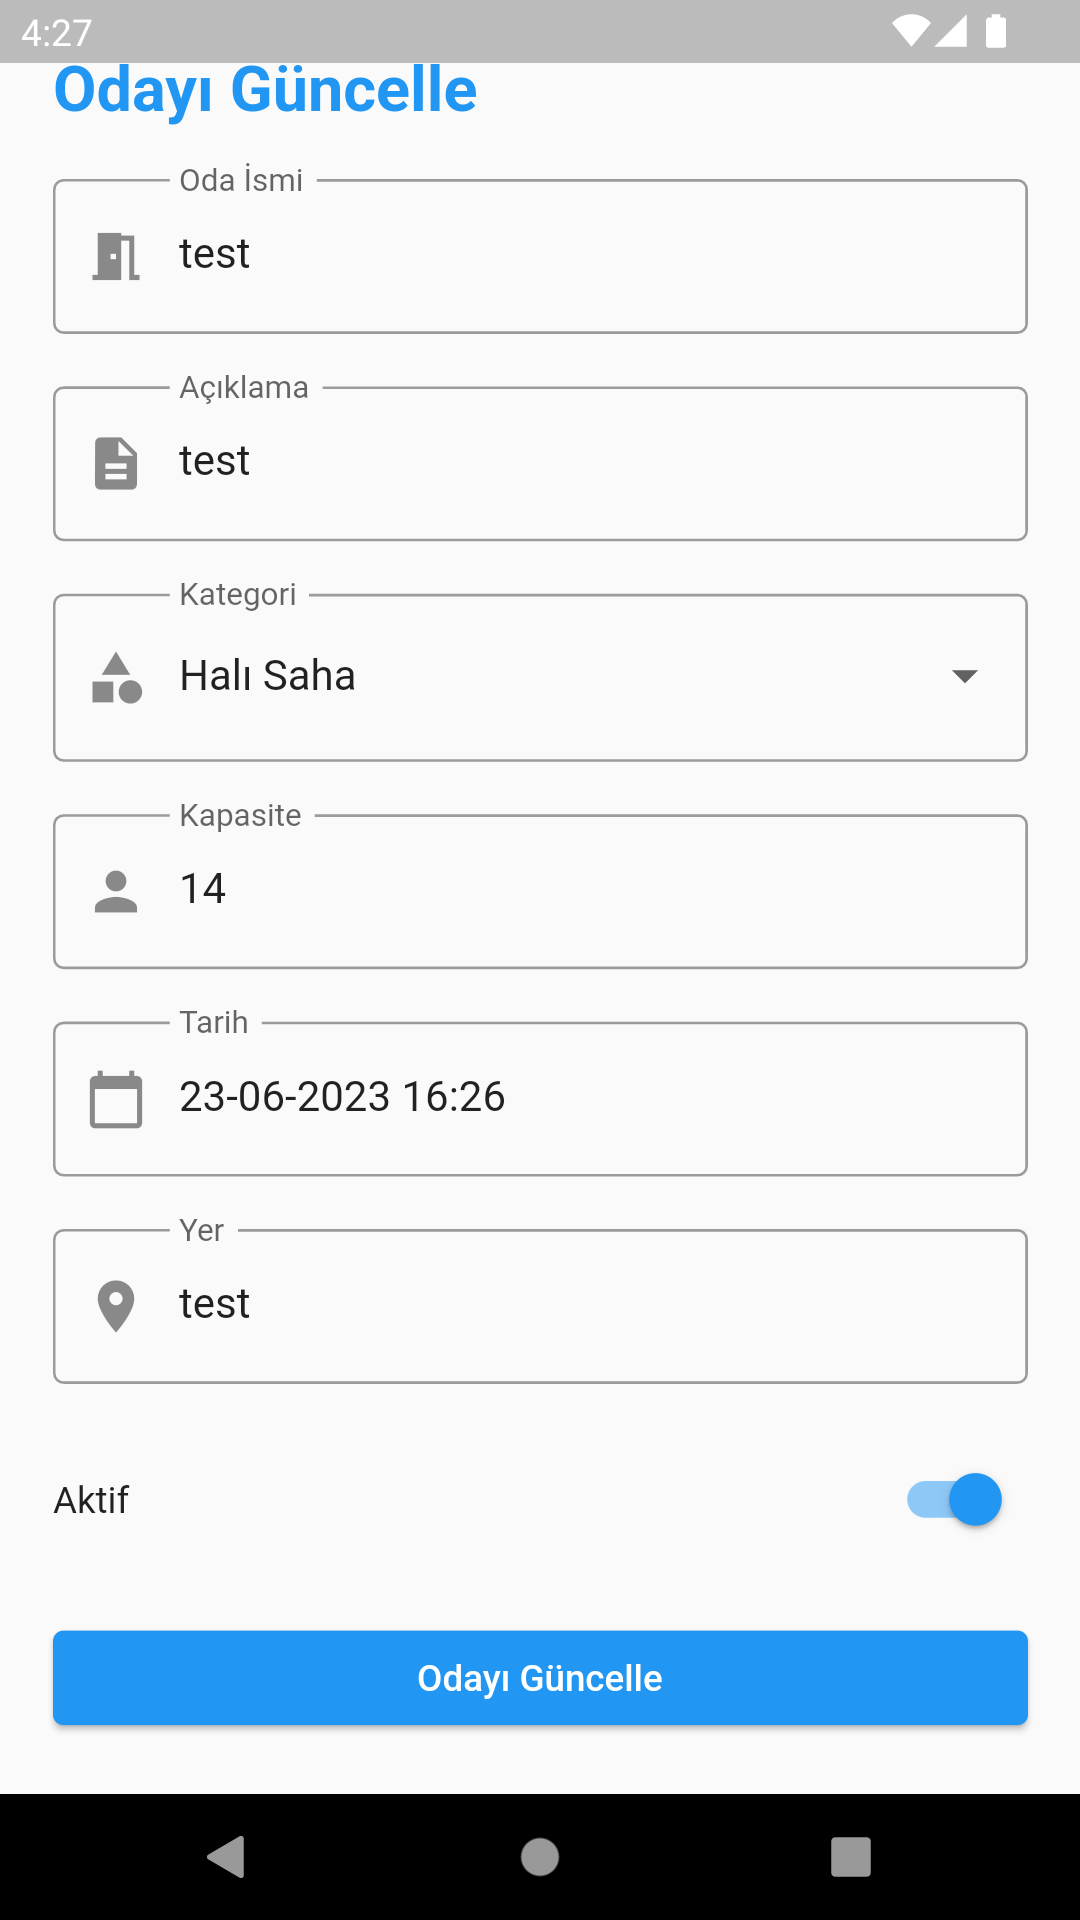 4:27
Odayı Güncelle
Oda İsmi
test
Açıklama
test
Kategori
Halı Saha
Kapasite
14
Tarih
23-06-2023 16:26
Yer
test
Aktif
Odayı Güncelle